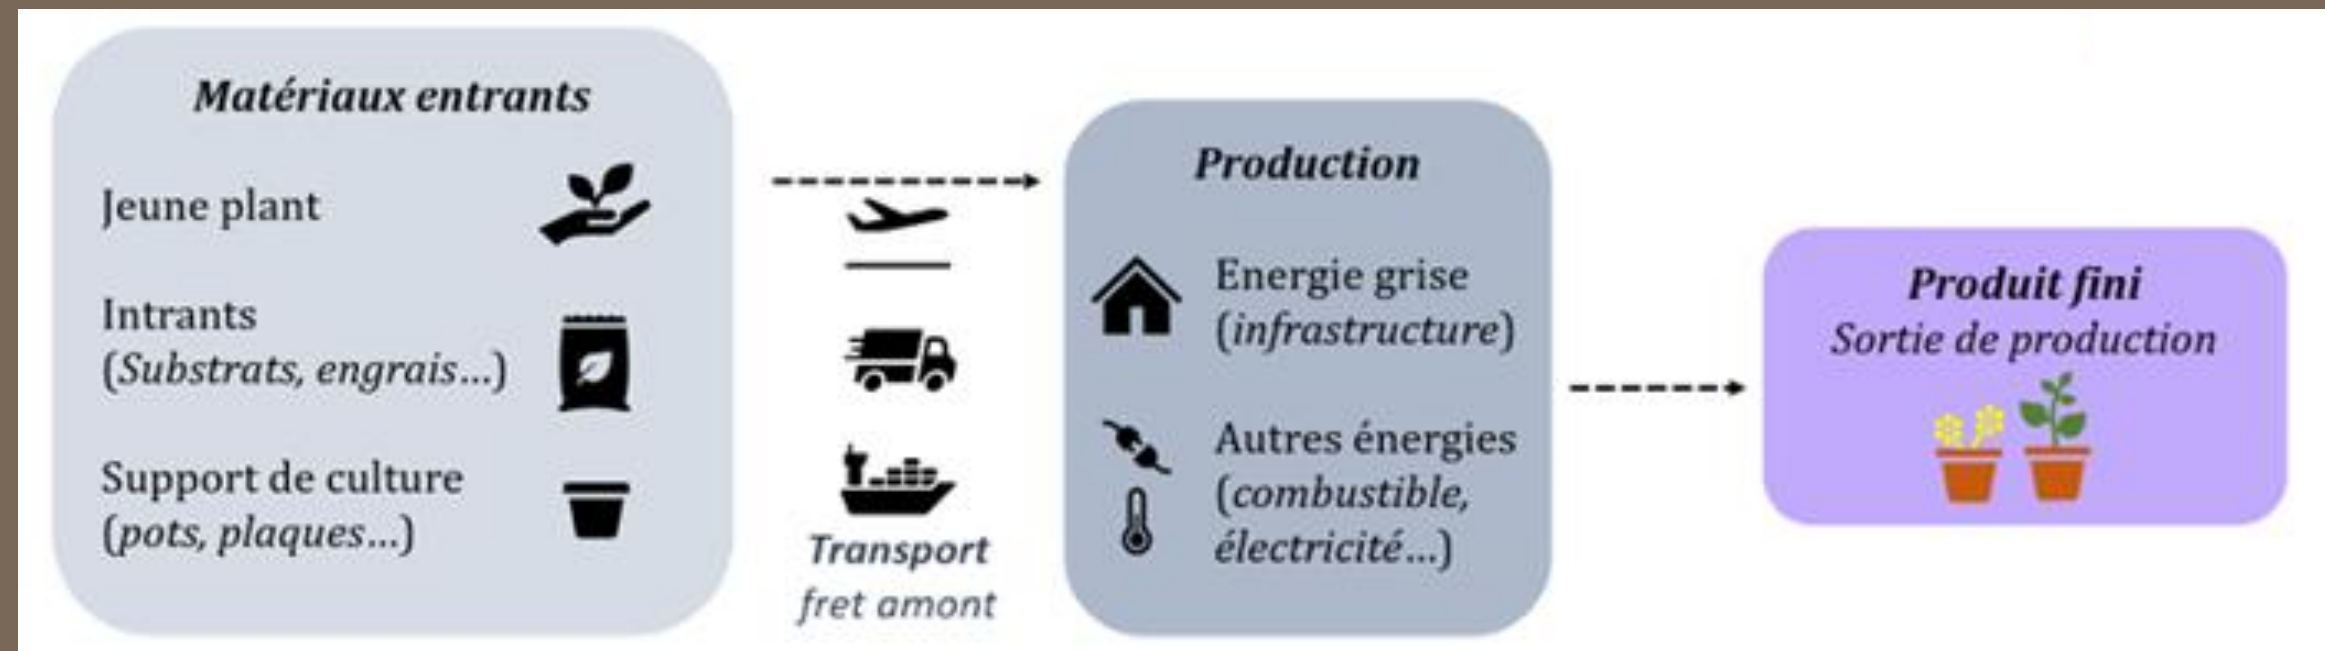 Matériaux entrants
Jeune plant
Intrants
(Substrats, engrais...)
Support de culture
(pots, plaques...)
Transport
fret amont
Production
Energie grise
(infrastructure)
Autres énergies
(combustible,
électricité...)
Produit fini
Sortie de production